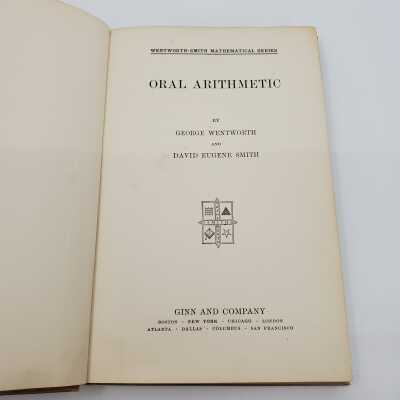 WENTWORTH-SMITH MATHEMATICAL SERIES
ORAL ARITHMETIC
BY
GEORGE WENTWORTH
AND
DAVID EUGENE SMITH
GINN AND COMPANY
BOSTON · NEW YORK · CHICAGO · LONDON
ATLANTA · DALLAS · COLUMBUS · SAN FRANCISCO